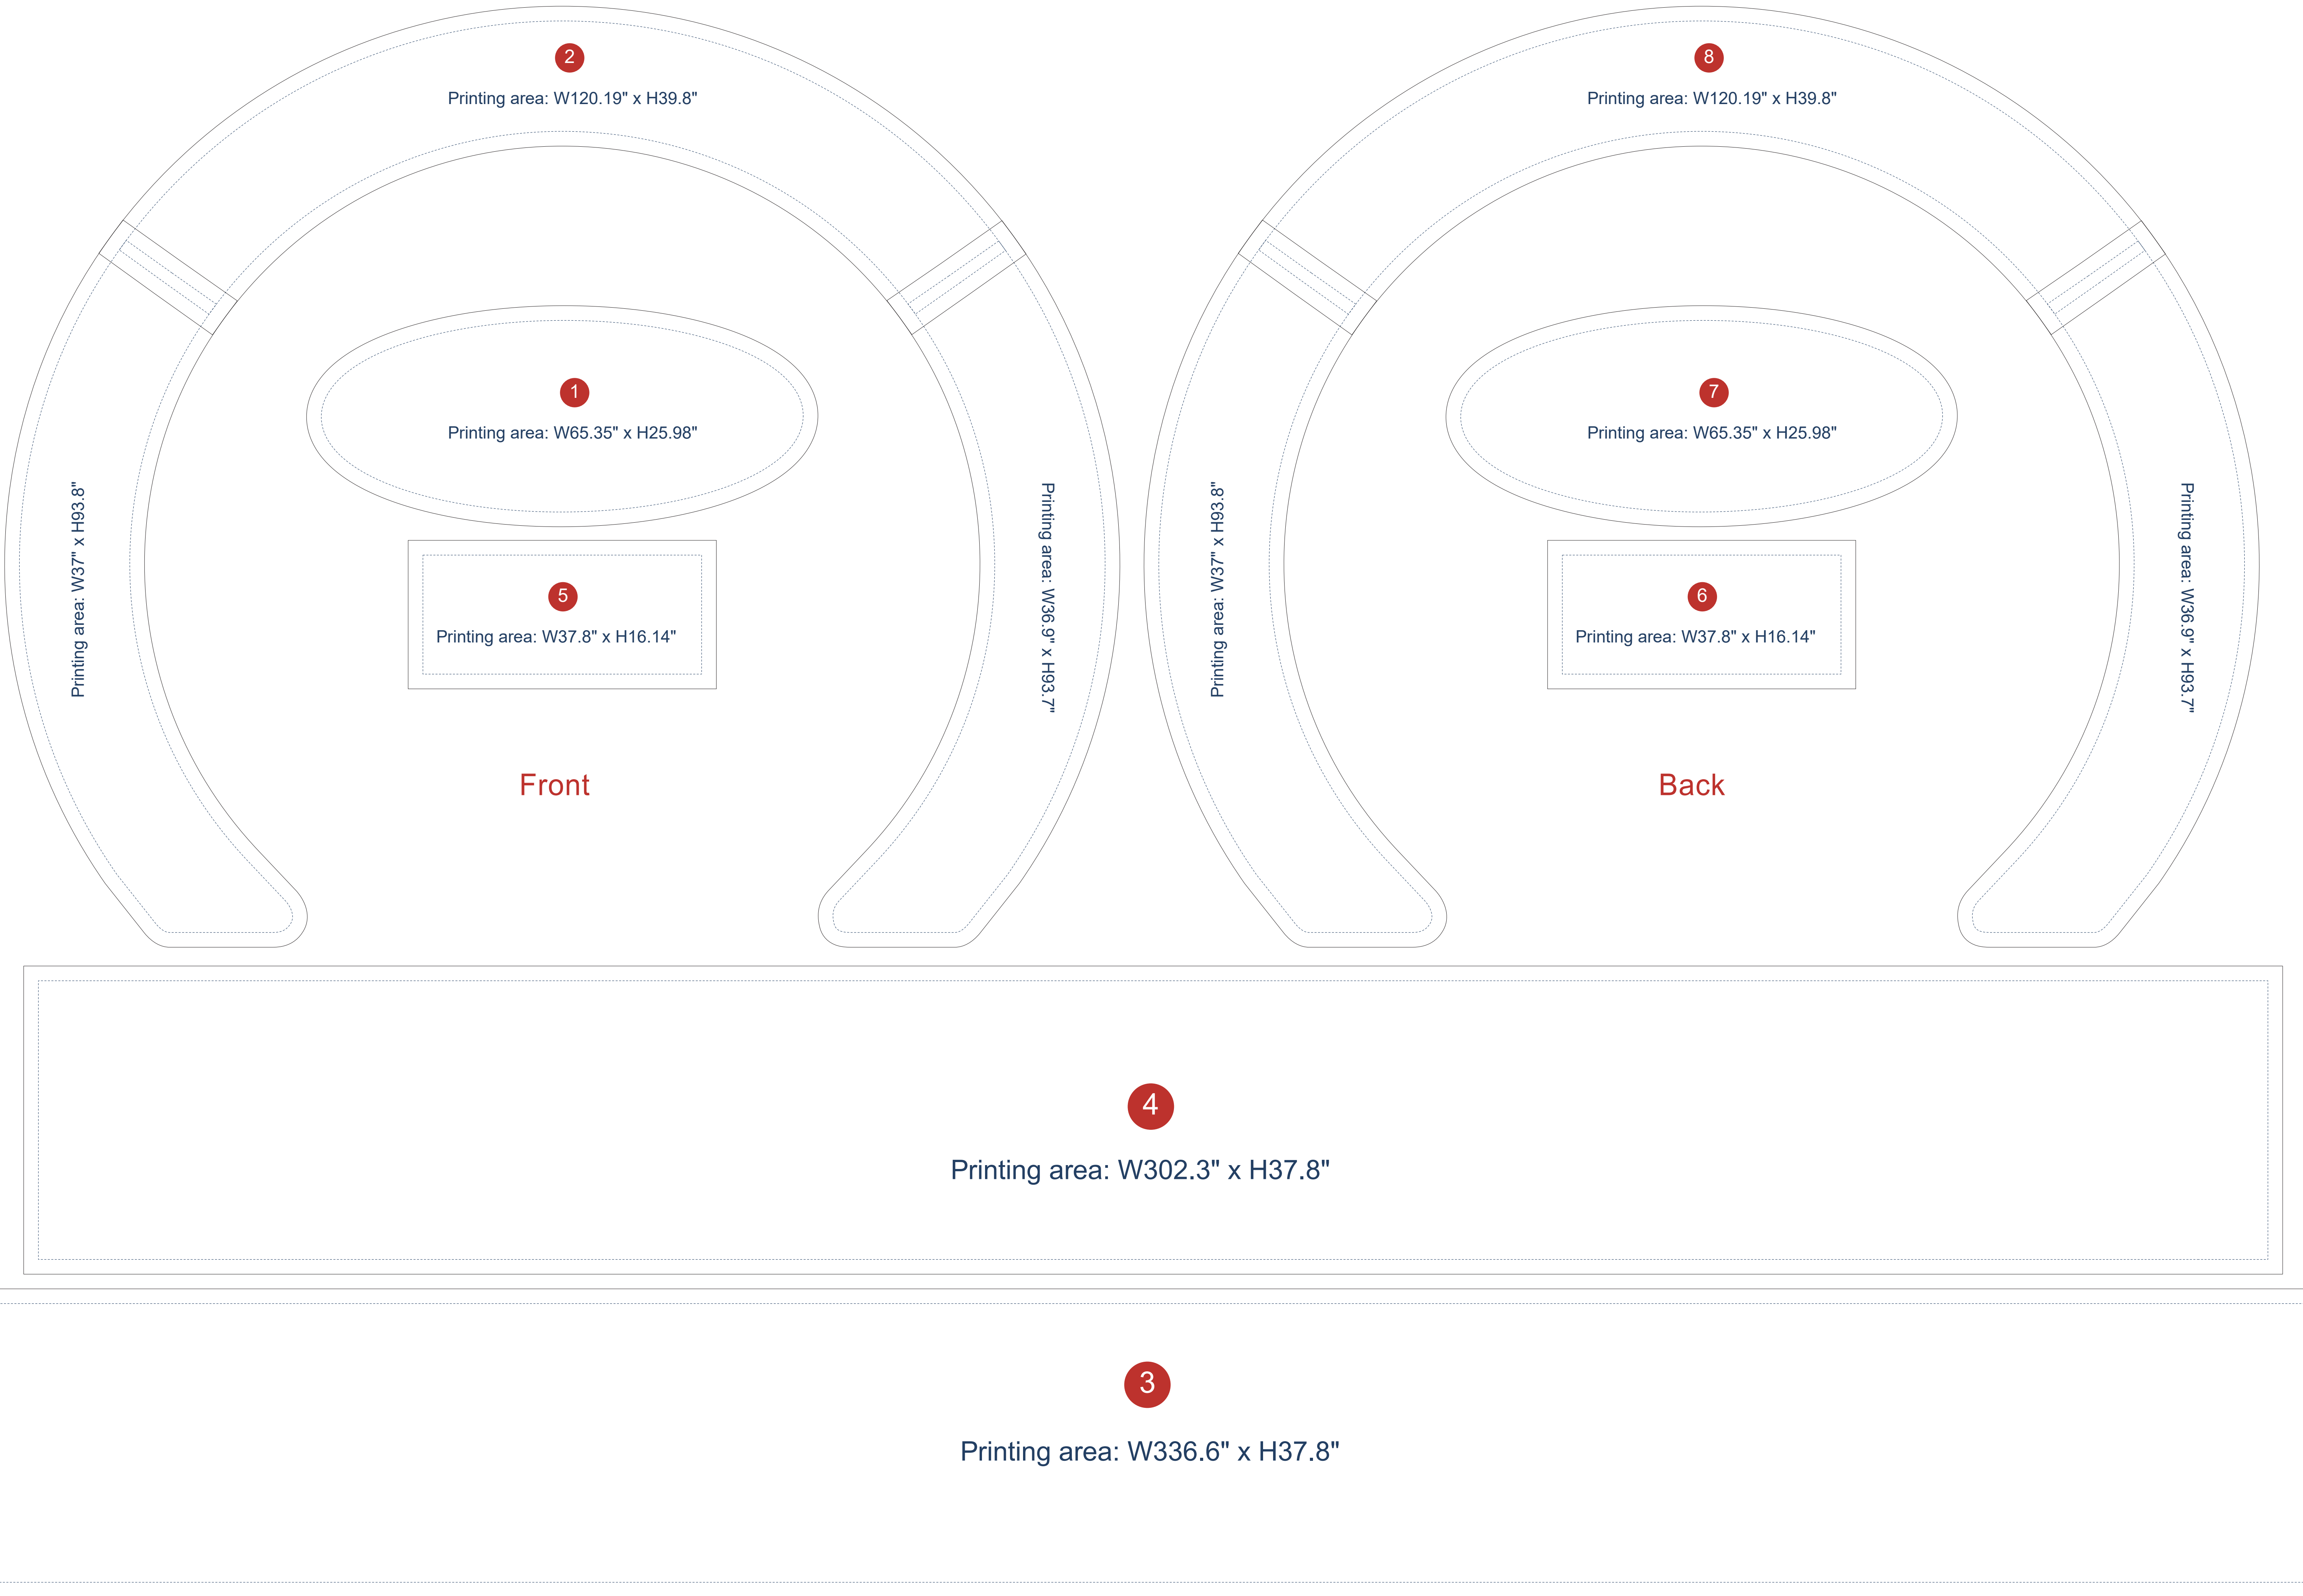 2
Printing area: W120.19" x H39.8"
1
Printing area: W65.35" x H25.98"
Printing area: W37" x H93.8"
Printing area: W36.9" x H93.7"
5
Printing area: W37.8" x H16.14"
Front
8
Printing area: W120.19" x H39.8"
7
Printing area: W65.35" x H25.98"
Printing area: W37" x H93.8"
Printing area: W36.9" x H93.7"
6
Printing area: W37.8" x H16.14"
Back
4
Printing area: W302.3" x H37.8"
3
Printing area: W336.6" x H37.8"